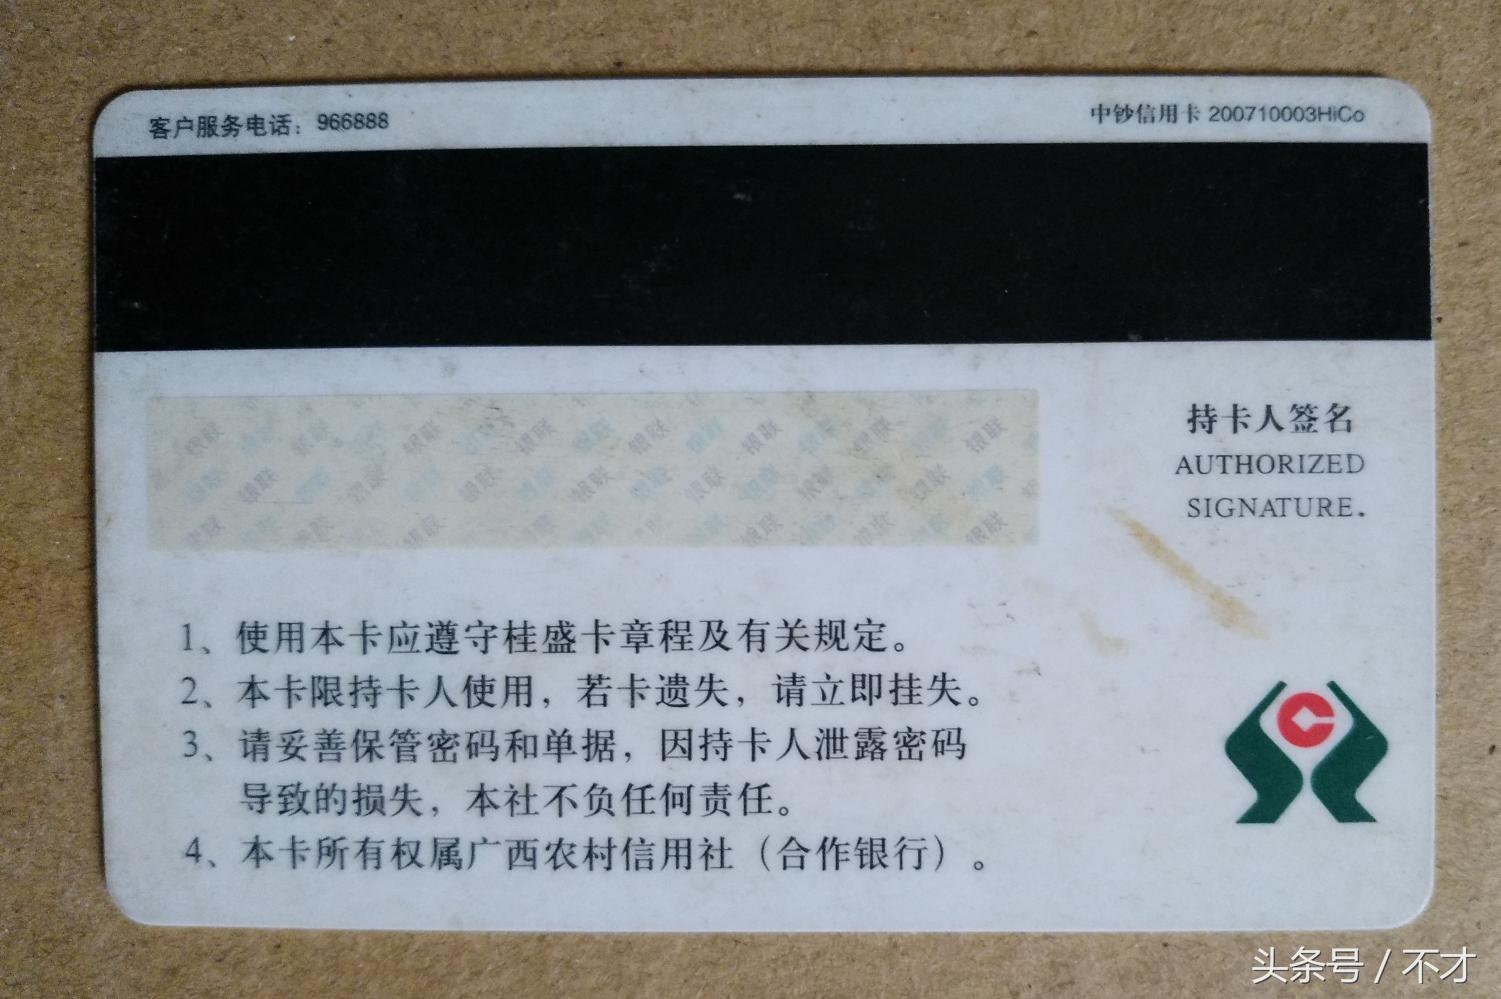 客户服务电话：966888
中钞信用卡 200710003HiCo
持卡人签名
AUTHORIZED
SIGNATURE.
1、使用本卡应遵守桂盛卡章程及有关规定。
2、本卡限持卡人使用，若卡遗失，请立即挂失。
3、请妥善保管密码和单据，因持卡人泄露密码
导致的损失，本社不负任何责任。
4、本卡所有权属广西农村信用社（合作银行）。
头条号 / 不才